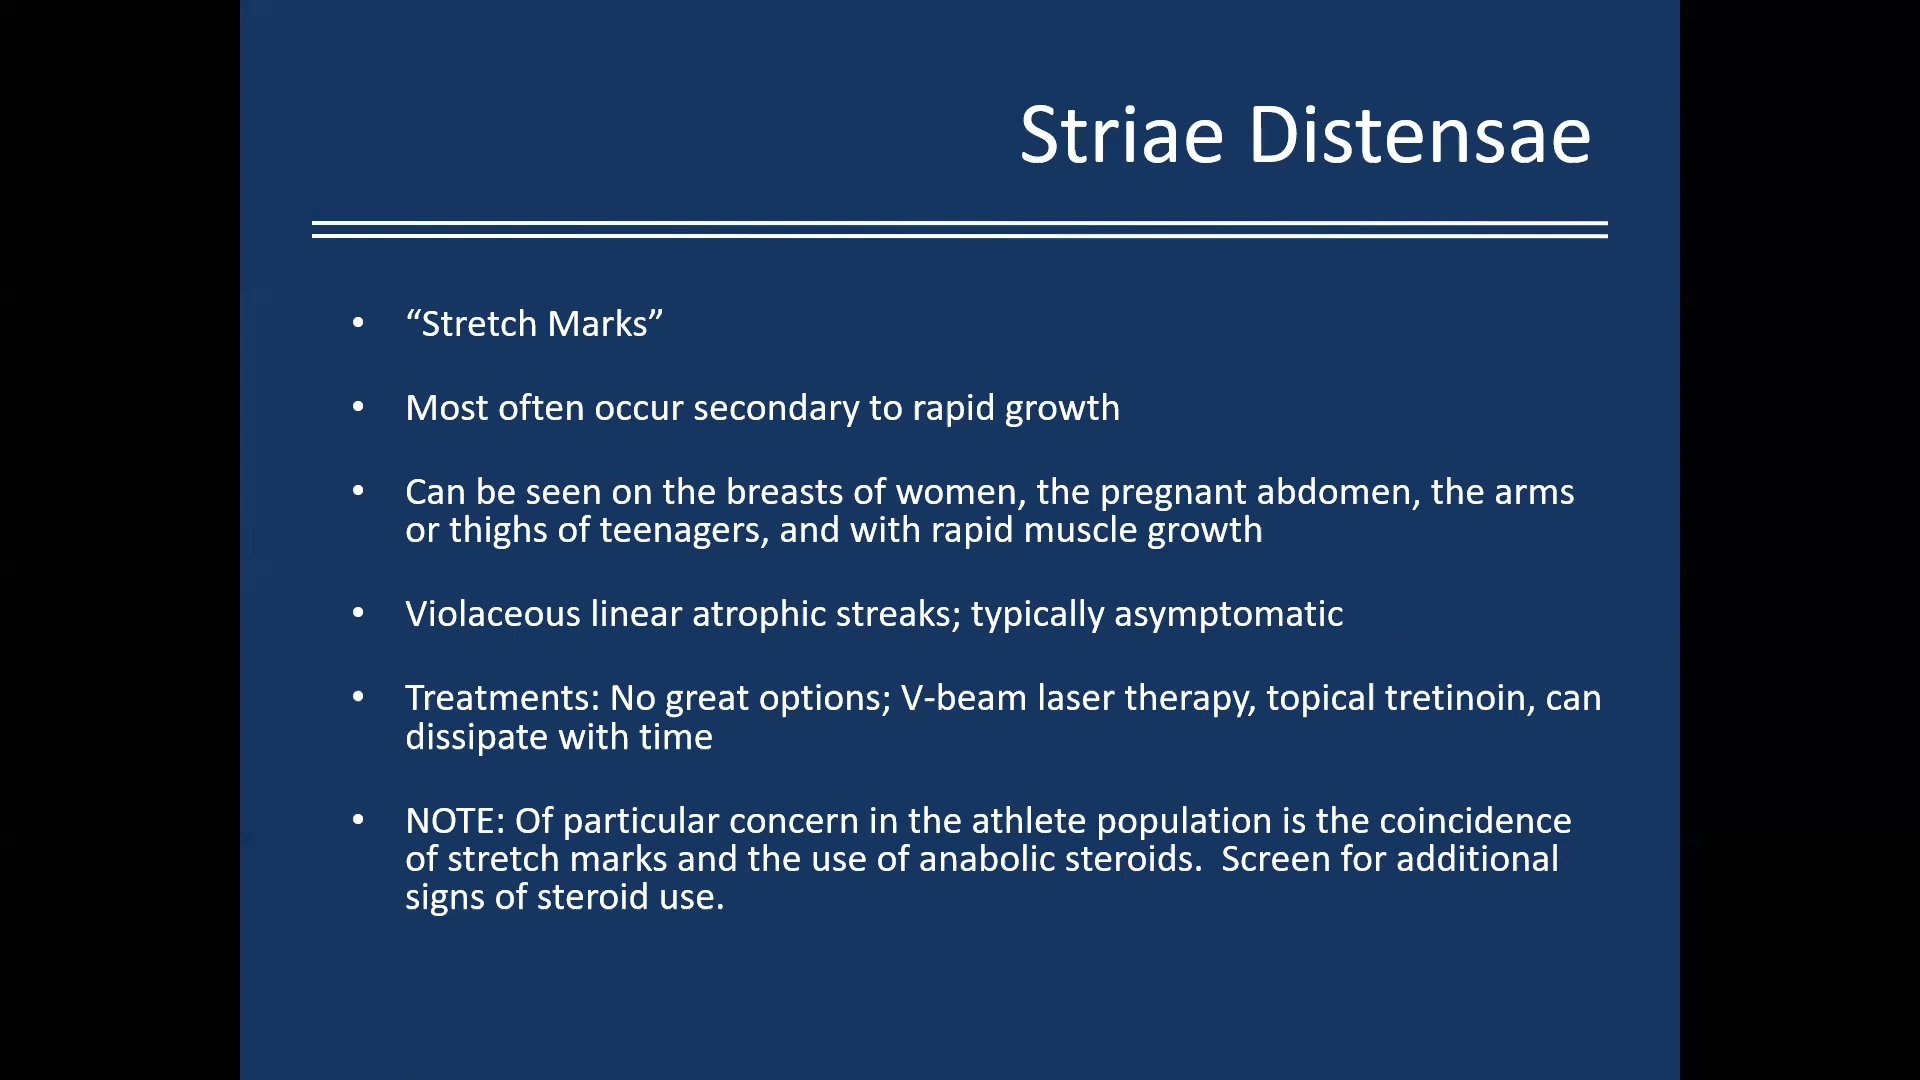 Striae Distensae
• “Stretch Marks”
• Most often occur secondary to rapid growth
• Can be seen on the breasts of women, the pregnant abdomen, the arms
or thighs of teenagers, and with rapid muscle growth
• Violaceous linear atrophic streaks; typically asymptomatic
• Treatments: No great options; V-beam laser therapy, topical tretinoin, can
dissipate with time
• NOTE: Of particular concern in the athlete population is the coincidence
of stretch marks and the use of anabolic steroids.  Screen for additional
signs of steroid use.